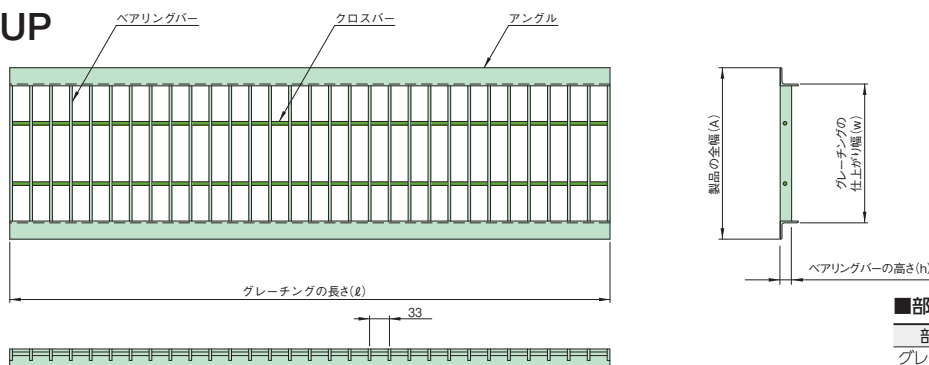 UP
ベアリングバー
クロスバー
アングル
製品の全幅(A)
グレーチングの
仕上がり幅(w)
ベアリングバーの高さ(h)
グレーチングの長さ(ℓ)
33
■部
部
グレ